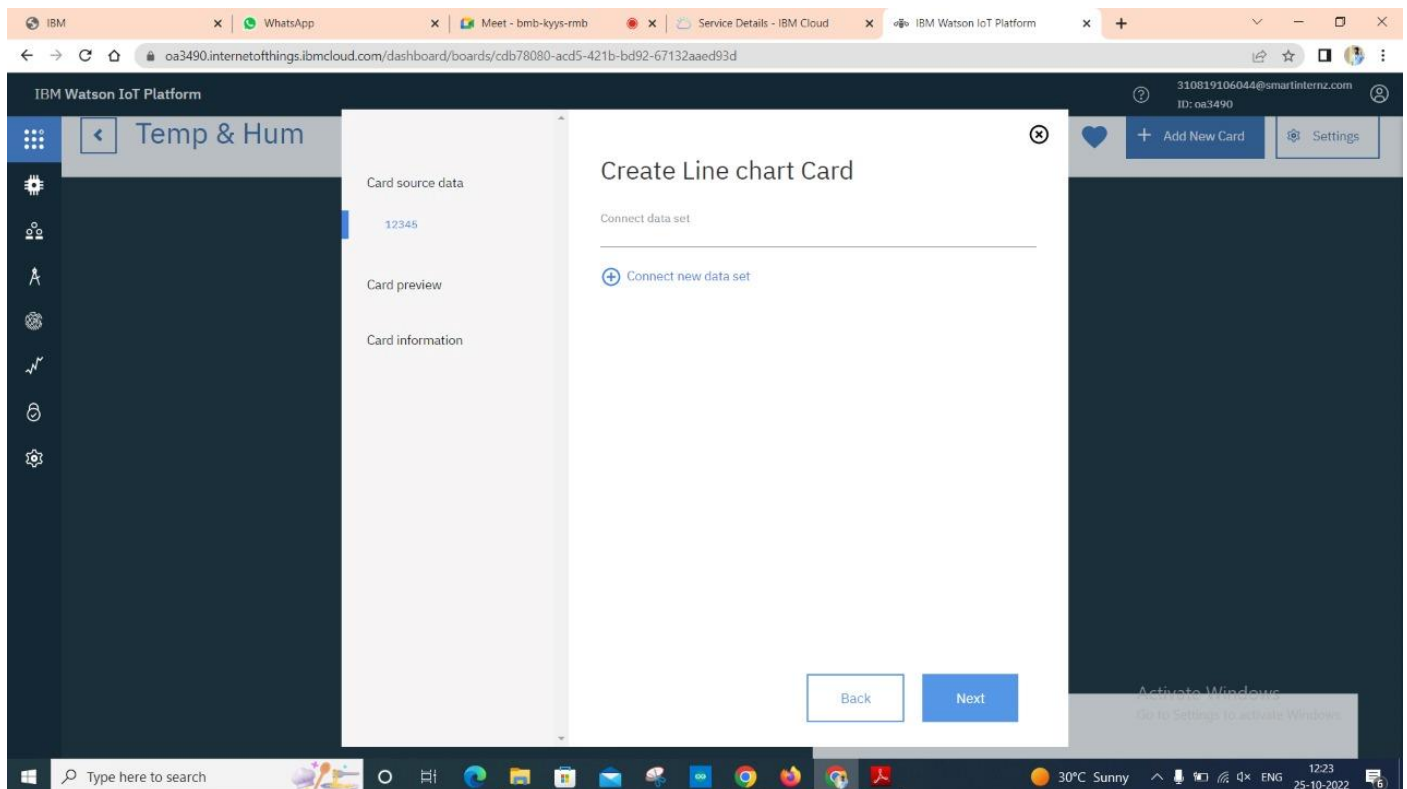 IBM
WhatsApp
Meet - bmb-kyys-rmb
Service Details - IBM Cloud
IBM Watson IoT Platform
oa3490.internetofthings.ibmcloud.com/dashboard/boards/cdb78080-acd5-421b-bd92-67132aaed93d
IBM Watson IoT Platform
310819106044@smartinternz.com
ID: oa3490
Temp & Hum
+ Add New Card
Settings
Card source data
12345
Card preview
Card information
Create Line chart Card
Connect data set
Connect new data set
Back
Next
Activate Windows
Go to Settings to activate Windows.
Type here to search
30°C Sunny
ENG
12:23
25-10-2022
6